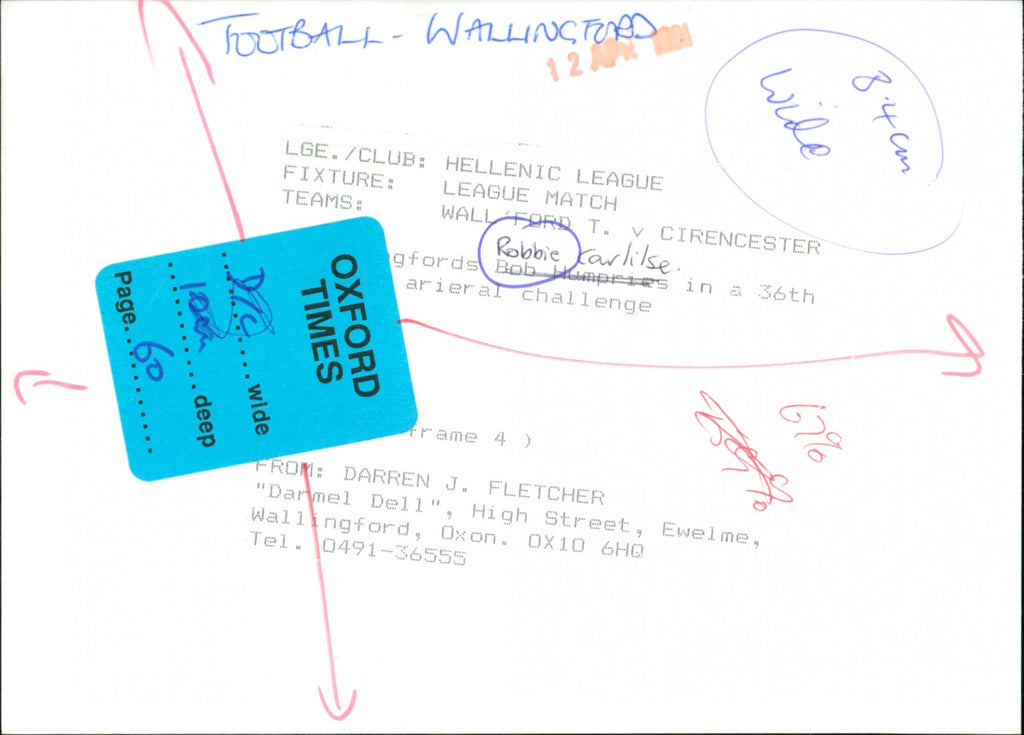 FOOTBALL - WALLINGFORD
12 APR 1991
8.4cm
wide
LGE./CLUB: HELLENIC LEAGUE
FIXTURE: LEAGUE MATCH
TEAMS: WALL'FORD T. v CIRENCESTER
Robbie Carlilse.
gfords Bob Humpries in a 36th
arieral challenge
OXFORD
TIMES
D/C wide
deep
Page 60
67%
frame 4 )
FROM: DARREN J. FLETCHER
"Darmel Dell", High Street, Ewelme,
Wallingford, Oxon. OX10 6HQ
Tel. 0491-36555